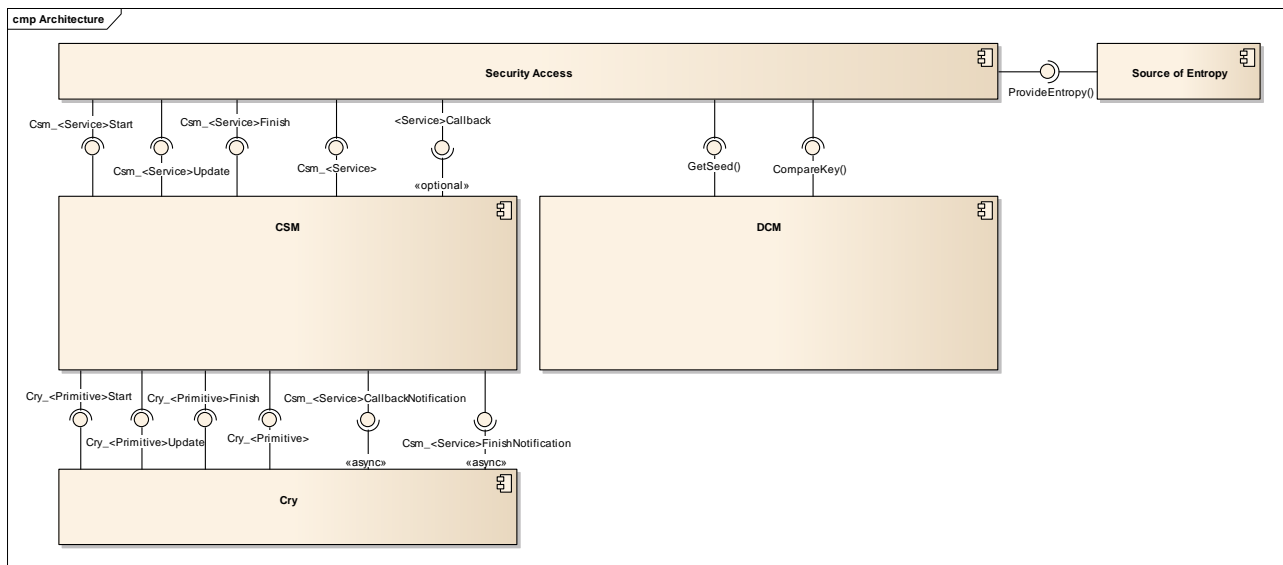 cmp Architecture
Security Access
Source of Entropy
ProvideEntropy()
Csm_<Service>Start
Csm_<Service>Finish
<Service>Callback
Csm_<Service>Update
Csm_<Service>
GetSeed()
CompareKey()
«optional»
CSM
DCM
Cry_<Primitive>Start
Cry_<Primitive>Finish
Csm_<Service>CallbackNotification
Cry_<Primitive>Update
Cry_<Primitive>
Csm_<Service>FinishNotification
«async»
«async»
Cry